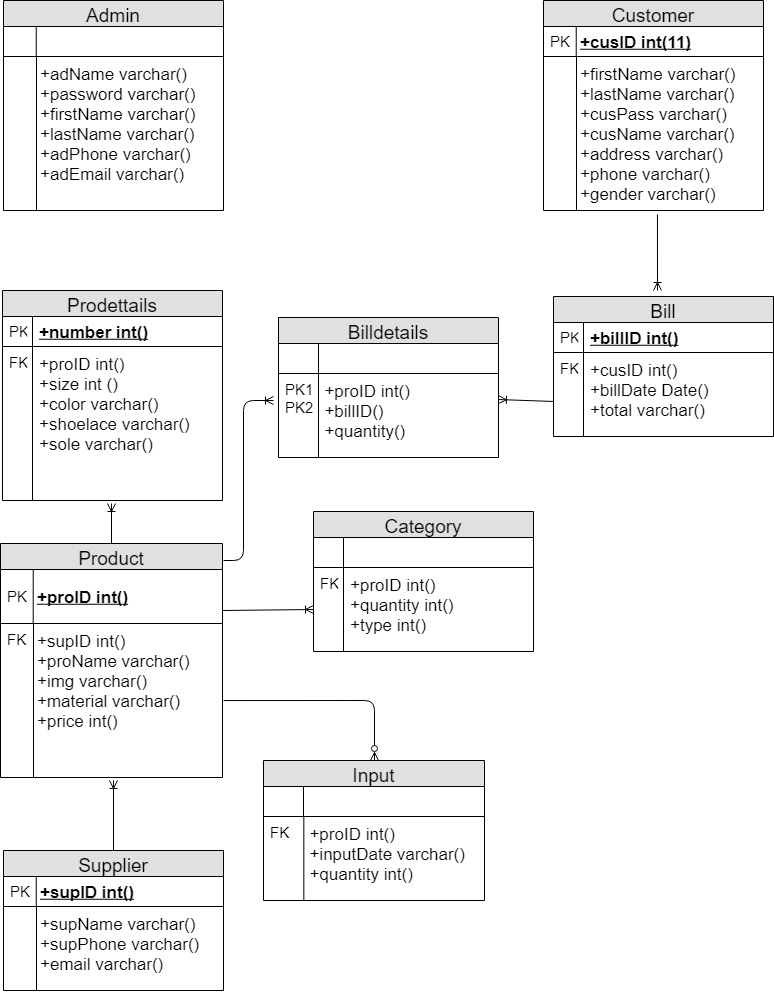 Admin
+adName varchar()
+password varchar()
+firstName varchar()
+lastName varchar()
+adPhone varchar()
+adEmail varchar()
Customer
PK +cusID int(11)
+firstName varchar()
+lastName varchar()
+cusPass varchar()
+cusName varchar()
+address varchar()
+phone varchar()
+gender varchar()
Prodettails
PK +number int()
FK +proID int()
+size int ()
+color varchar()
+shoelace varchar()
+sole varchar()
Billdetails
PK1 +proID int()
PK2 +billID()
+quantity()
Bill
PK +billID int()
FK +cusID int()
+billDate Date()
+total varchar()
Product
PK +proID int()
FK +supID int()
+proName varchar()
+img varchar()
+material varchar()
+price int()
Category
FK +proID int()
+quantity int()
+type int()
Input
FK +proID int()
+inputDate varchar()
+quantity int()
Supplier
PK +supID int()
+supName varchar()
+supPhone varchar()
+email varchar()